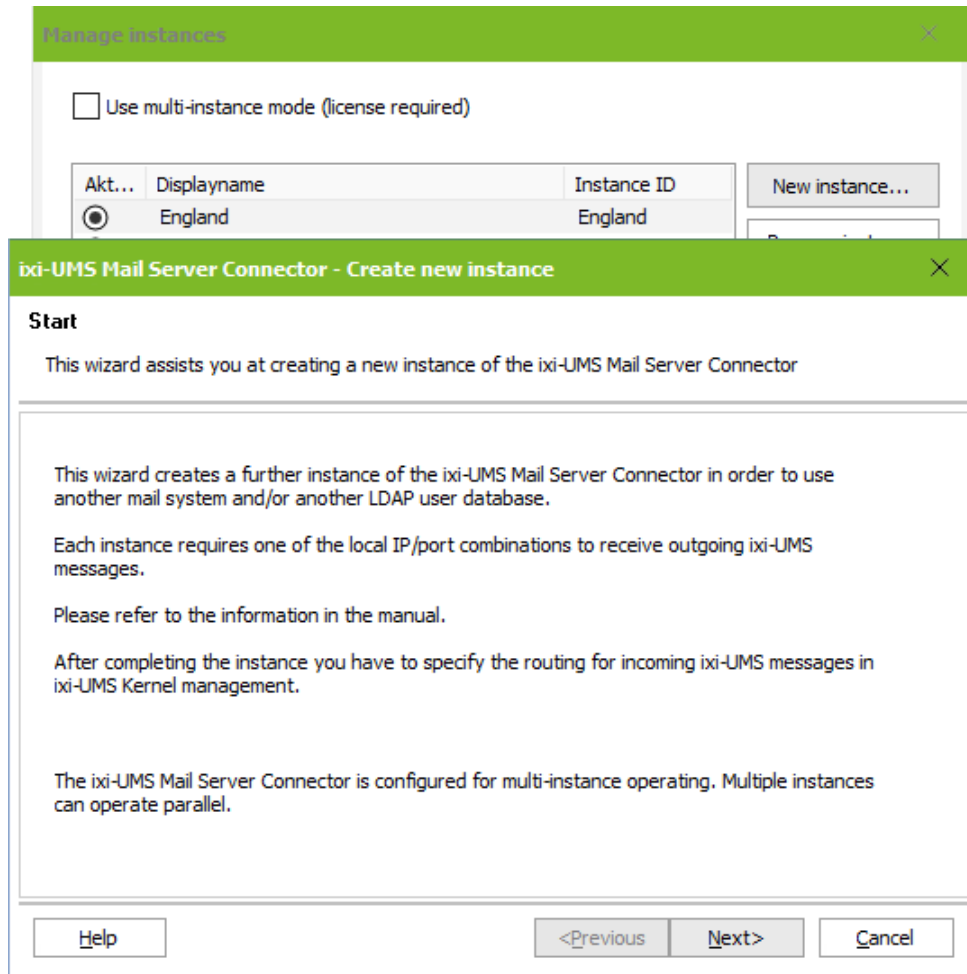 Manage instances
Use multi-instance mode (license required)
Akt... Displayname Instance ID New instance...
England England
ixi-UMS Mail Server Connector - Create new instance
Start
This wizard assists you at creating a new instance of the ixi-UMS Mail Server Connector
This wizard creates a further instance of the ixi-UMS Mail Server Connector in order to use
another mail system and/or another LDAP user database.
Each instance requires one of the local IP/port combinations to receive outgoing ixi-UMS
messages.
Please refer to the information in the manual.
After completing the instance you have to specify the routing for incoming ixi-UMS messages in
ixi-UMS Kernel management.
The ixi-UMS Mail Server Connector is configured for multi-instance operating. Multiple instances
can operate parallel.
Help <Previous Next> Cancel